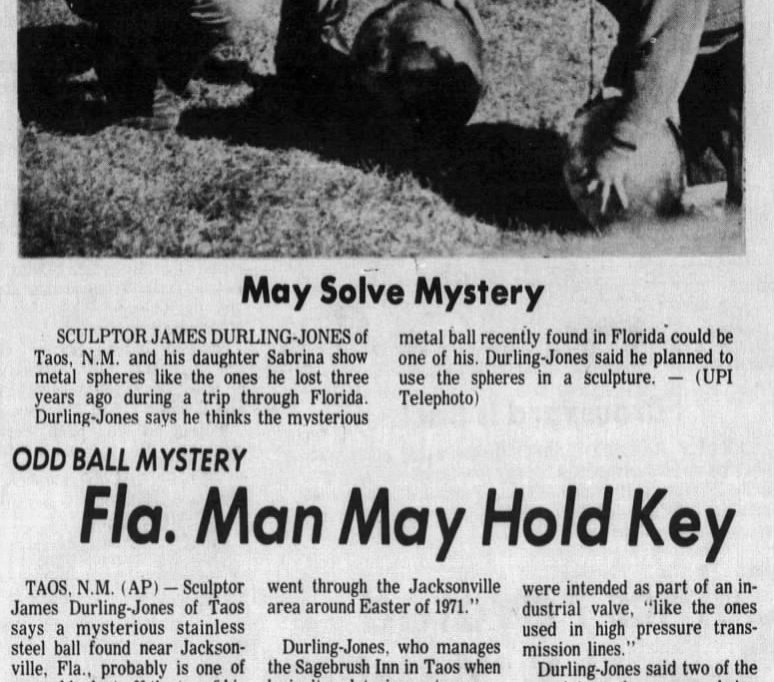 May Solve Mystery
SCULPTOR JAMES DURLING-JONES of
Taos, N.M. and his daughter Sabrina show
metal spheres like the ones he lost three
years ago during a trip through Florida.
Durling-Jones says he thinks the mysterious
metal ball recently found in Florida could be
one of his. Durling-Jones said he planned to
use the spheres in a sculpture. — (UPI
Telephoto)
ODD BALL MYSTERY
Fla. Man May Hold Key
TAOS, N.M. (AP) — Sculptor
James Durling-Jones of Taos
says a mysterious stainless
steel ball found near Jackson-
ville, Fla., probably is one of
went through the Jacksonville
area around Easter of 1971."
Durling-Jones, who manages
the Sagebrush Inn in Taos when
were intended as part of an in-
dustrial valve, "like the ones
used in high pressure trans-
mission lines."
Durling-Jones said two of the